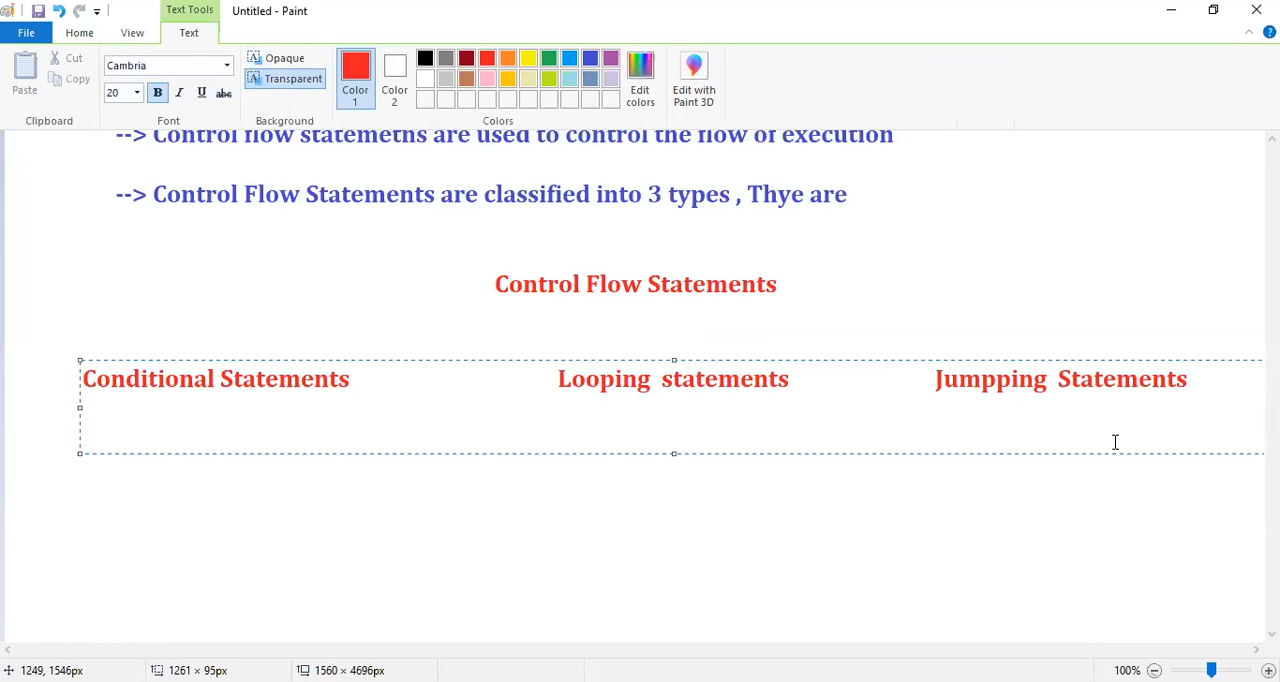 Text Tools
Untitled - Paint
File Home View Text
Paste
Cut
Copy
Clipboard
Cambria
20 B I U abc
Font
Opaque
Transparent
Background
Color 1
Color 2
Edit colors
Colors
Edit with Paint 3D
--> Control flow statemetns are used to control the flow of execution
--> Control Flow Statements are classified into 3 types , Thye are
Control Flow Statements
Conditional Statements Looping statements Jumpping Statements
1249, 1546px 1261 × 95px 1560 × 4696px 100%